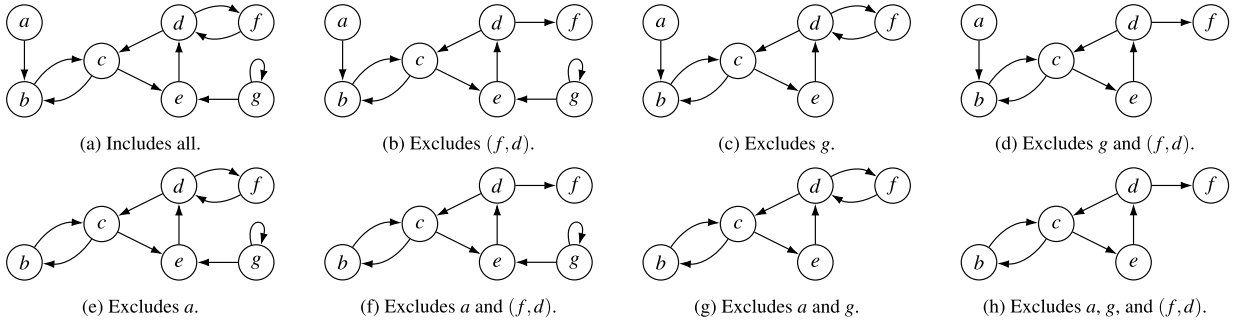 a d f a d f a d f a d f
c c c c
b e g b e g b e b e
(a) Includes all. (b) Excludes (f,d). (c) Excludes g. (d) Excludes g and (f,d).
d f d f d f d f
c c c c
b e g b e g b e b e
(e) Excludes a. (f) Excludes a and (f,d). (g) Excludes a and g. (h) Excludes a, g, and (f,d).